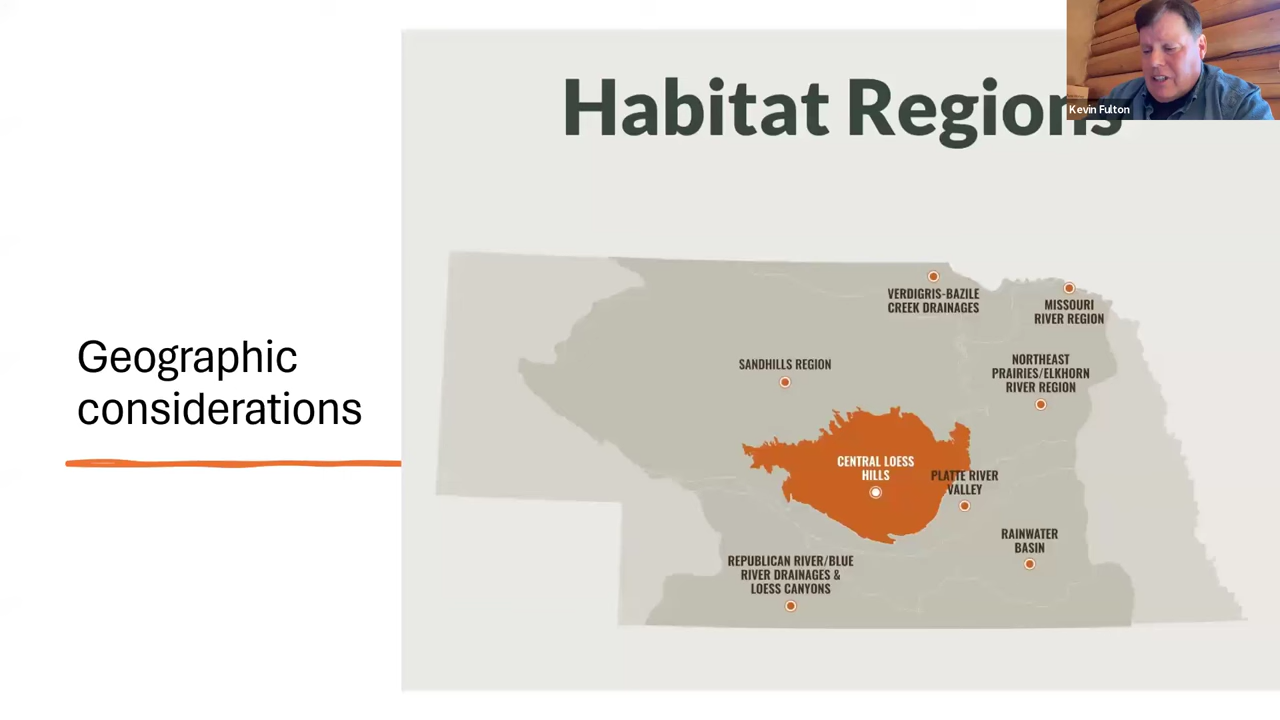 Habitat Regions
Kevin Fulton
Geographic
considerations
VERDIGRIS-BAZILE
CREEK DRAINAGES
MISSOURI
RIVER REGION
SANDHILLS REGION
NORTHEAST
PRAIRIES/ELKHORN
RIVER REGION
CENTRAL LOESS
HILLS
PLATTE RIVER
VALLEY
RAINWATER
BASIN
REPUBLICAN RIVER/BLUE
RIVER DRAINAGES &
LOESS CANYONS